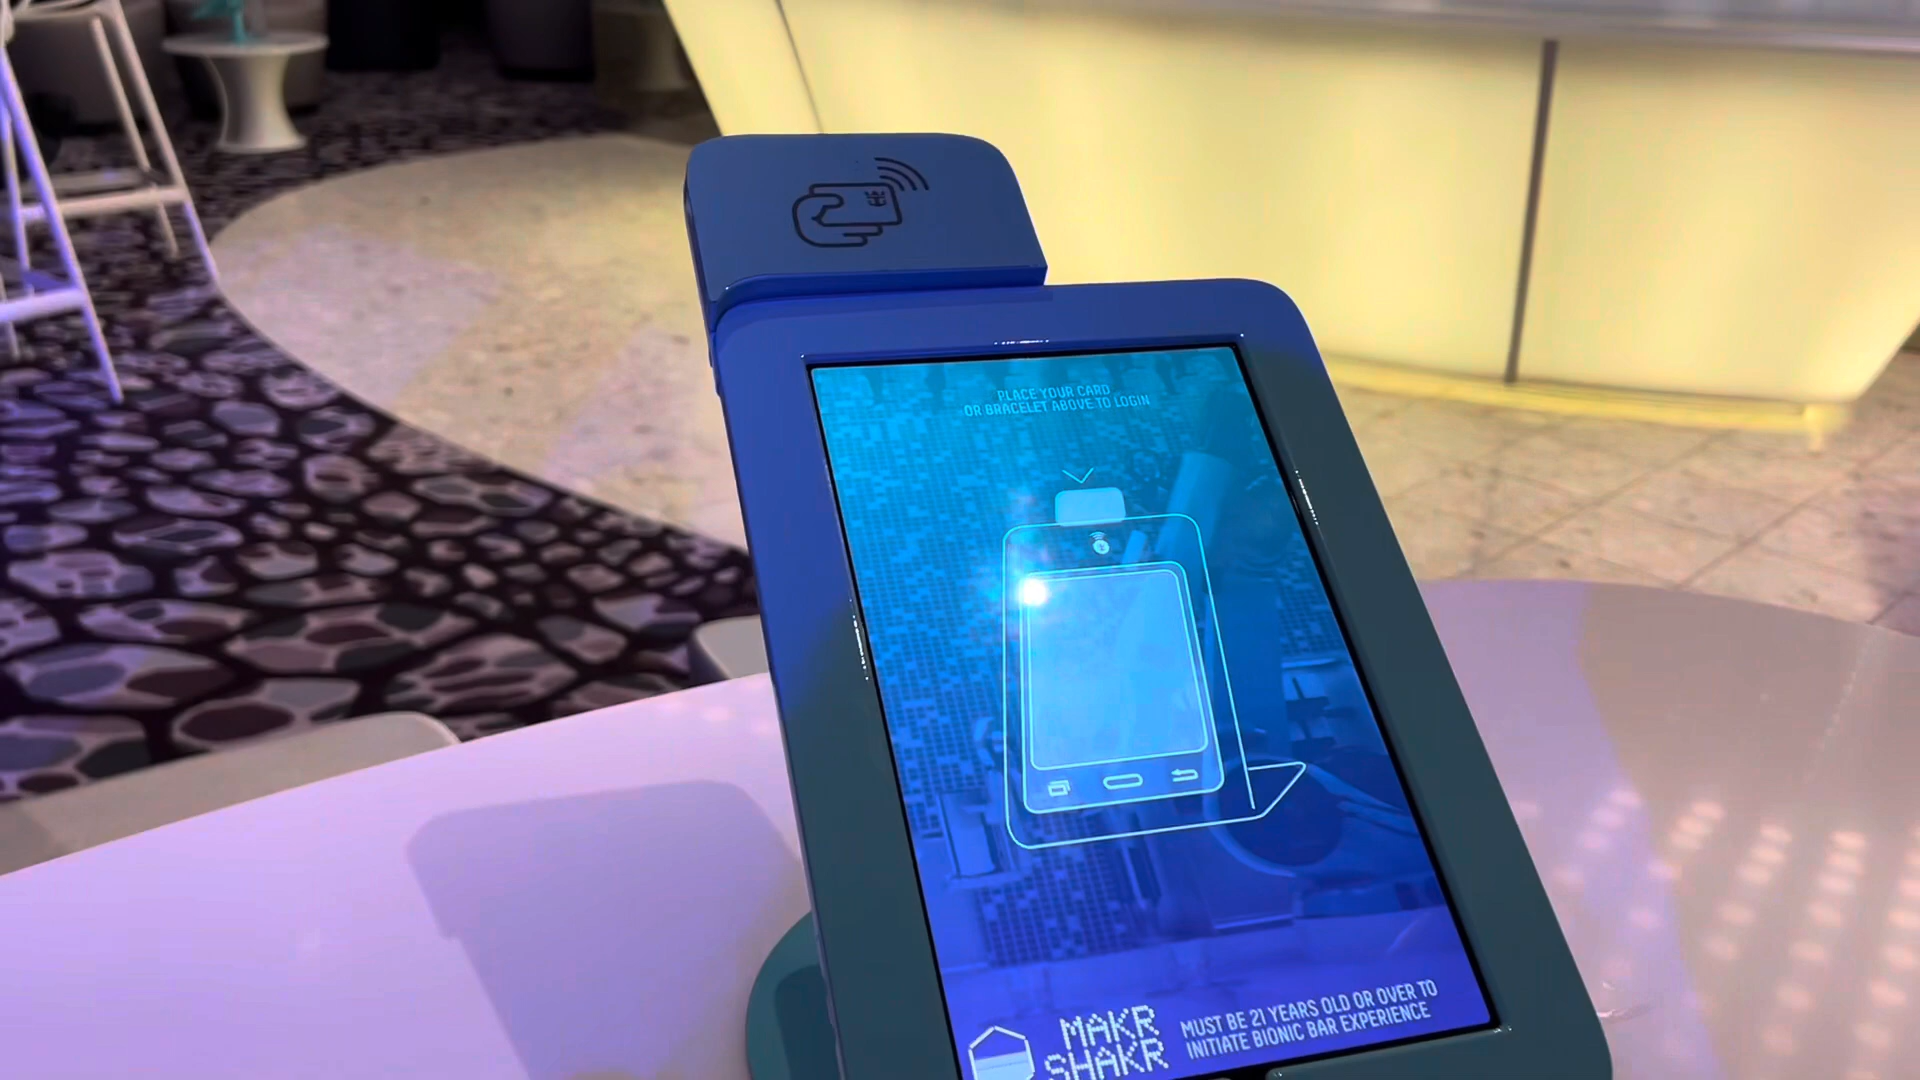 PLACE YOUR CARD
OR BRACELET ABOVE TO LOGIN
MAKR
SHAKR
MUST BE 21 YEARS OLD OR OVER TO
INITIATE BIONIC BAR EXPERIENCE